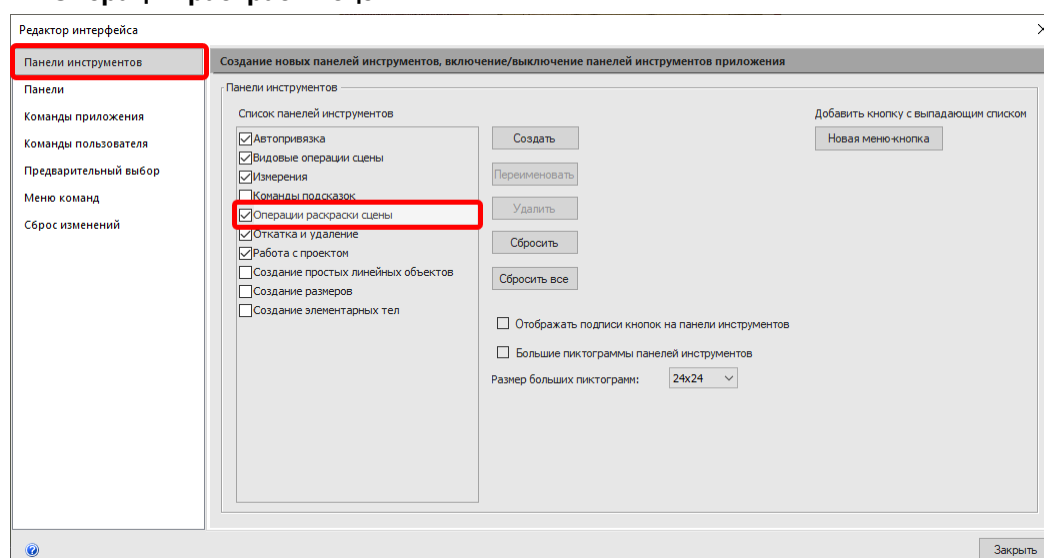 Редактор интерфейса
Панели инструментов
Панели
Команды приложения
Команды пользователя
Предварительный выбор
Меню команд
Сброс изменений
Создание новых панелей инструментов, включение/выключение панелей инструментов приложения
Панели инструментов
Список панелей инструментов
Автопривязка
Видовые операции сцены
Измерения
Команды подсказок
Операции раскраски сцены
Откатка и удаление
Работа с проектом
Создание простых линейных объектов
Создание размеров
Создание элементарных тел
Создать
Переименовать
Удалить
Сбросить
Сбросить все
Отображать подписи кнопок на панели инструментов
Большие пиктограммы панелей инструментов
Размер больших пиктограмм: 24x24
Добавить кнопку с выпадающим списком
Новая меню-кнопка
Закрыть